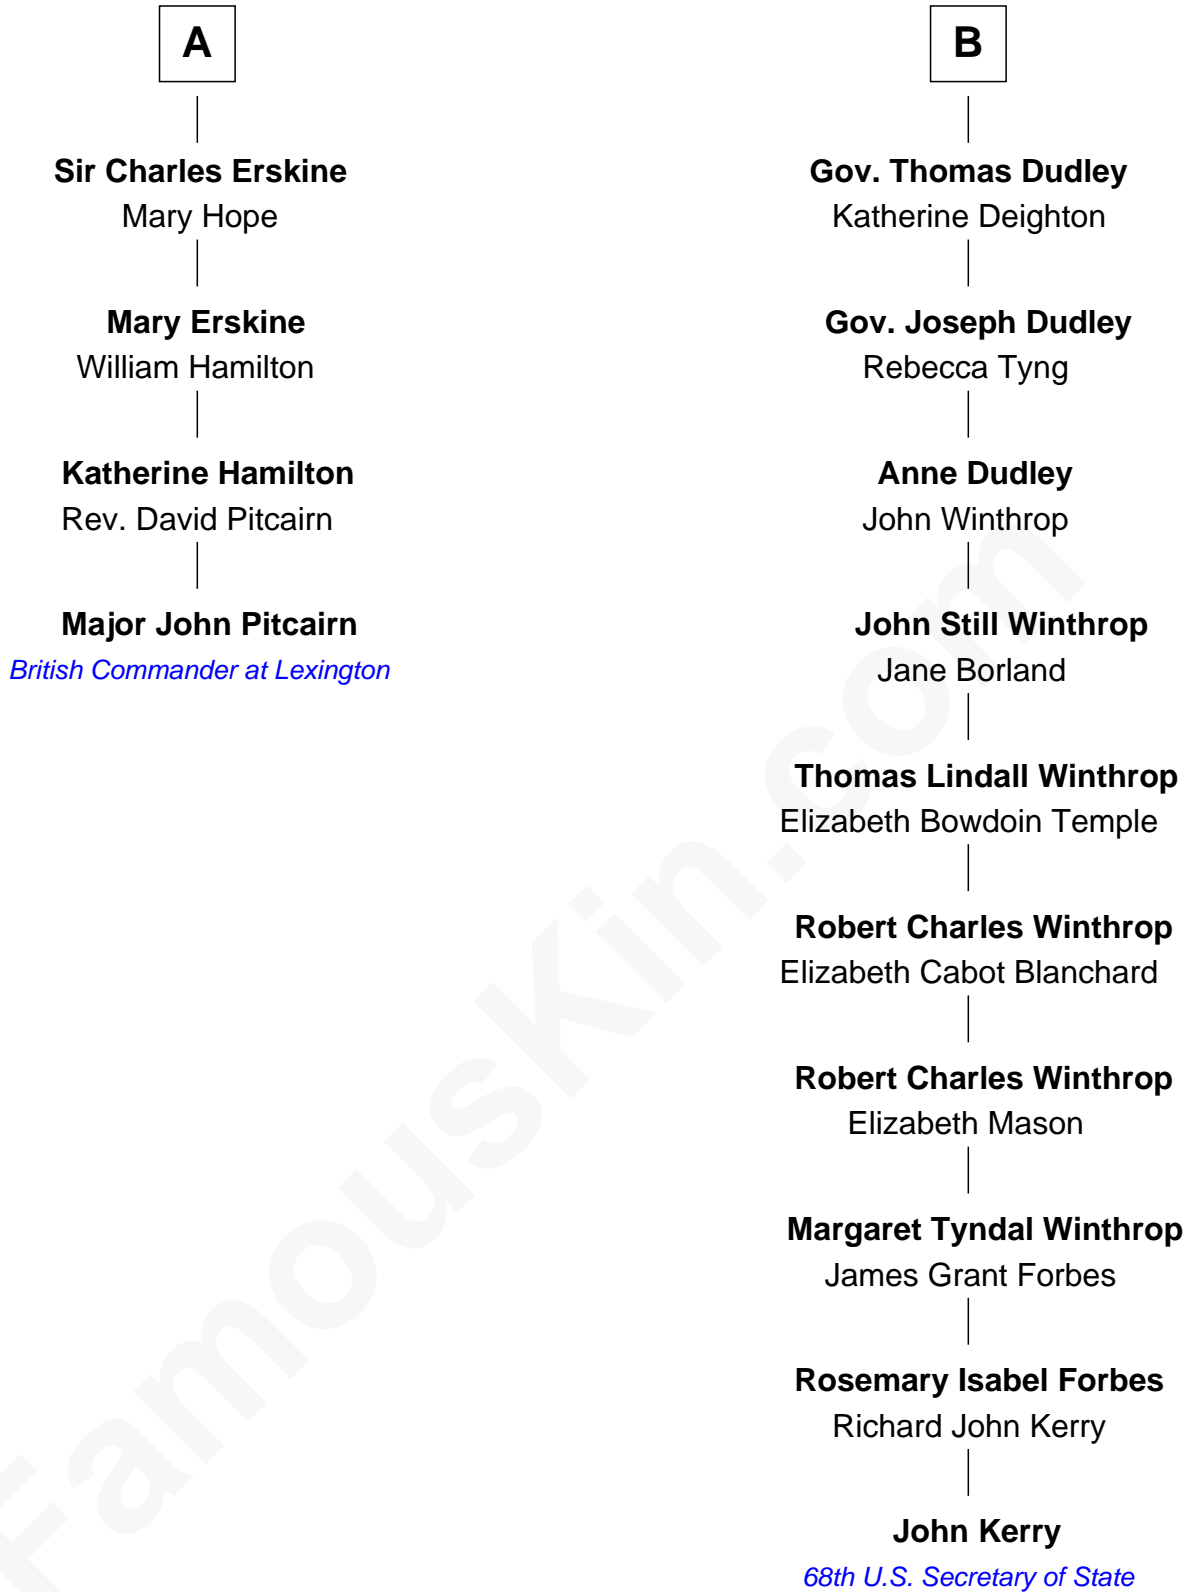 A
Sir Charles Erskine
Mary Hope
Mary Erskine
William Hamilton
Katherine Hamilton
Rev. David Pitcairn
Major John Pitcairn
British Commander at Lexington
B
Gov. Thomas Dudley
Katherine Deighton
Gov. Joseph Dudley
Rebecca Tyng
Anne Dudley
John Winthrop
John Still Winthrop
Jane Borland
Thomas Lindall Winthrop
Elizabeth Bowdoin Temple
Robert Charles Winthrop
Elizabeth Cabot Blanchard
Robert Charles Winthrop
Elizabeth Mason
Margaret Tyndal Winthrop
James Grant Forbes
Rosemary Isabel Forbes
Richard John Kerry
John Kerry
68th U.S. Secretary of State
FamousKin.com